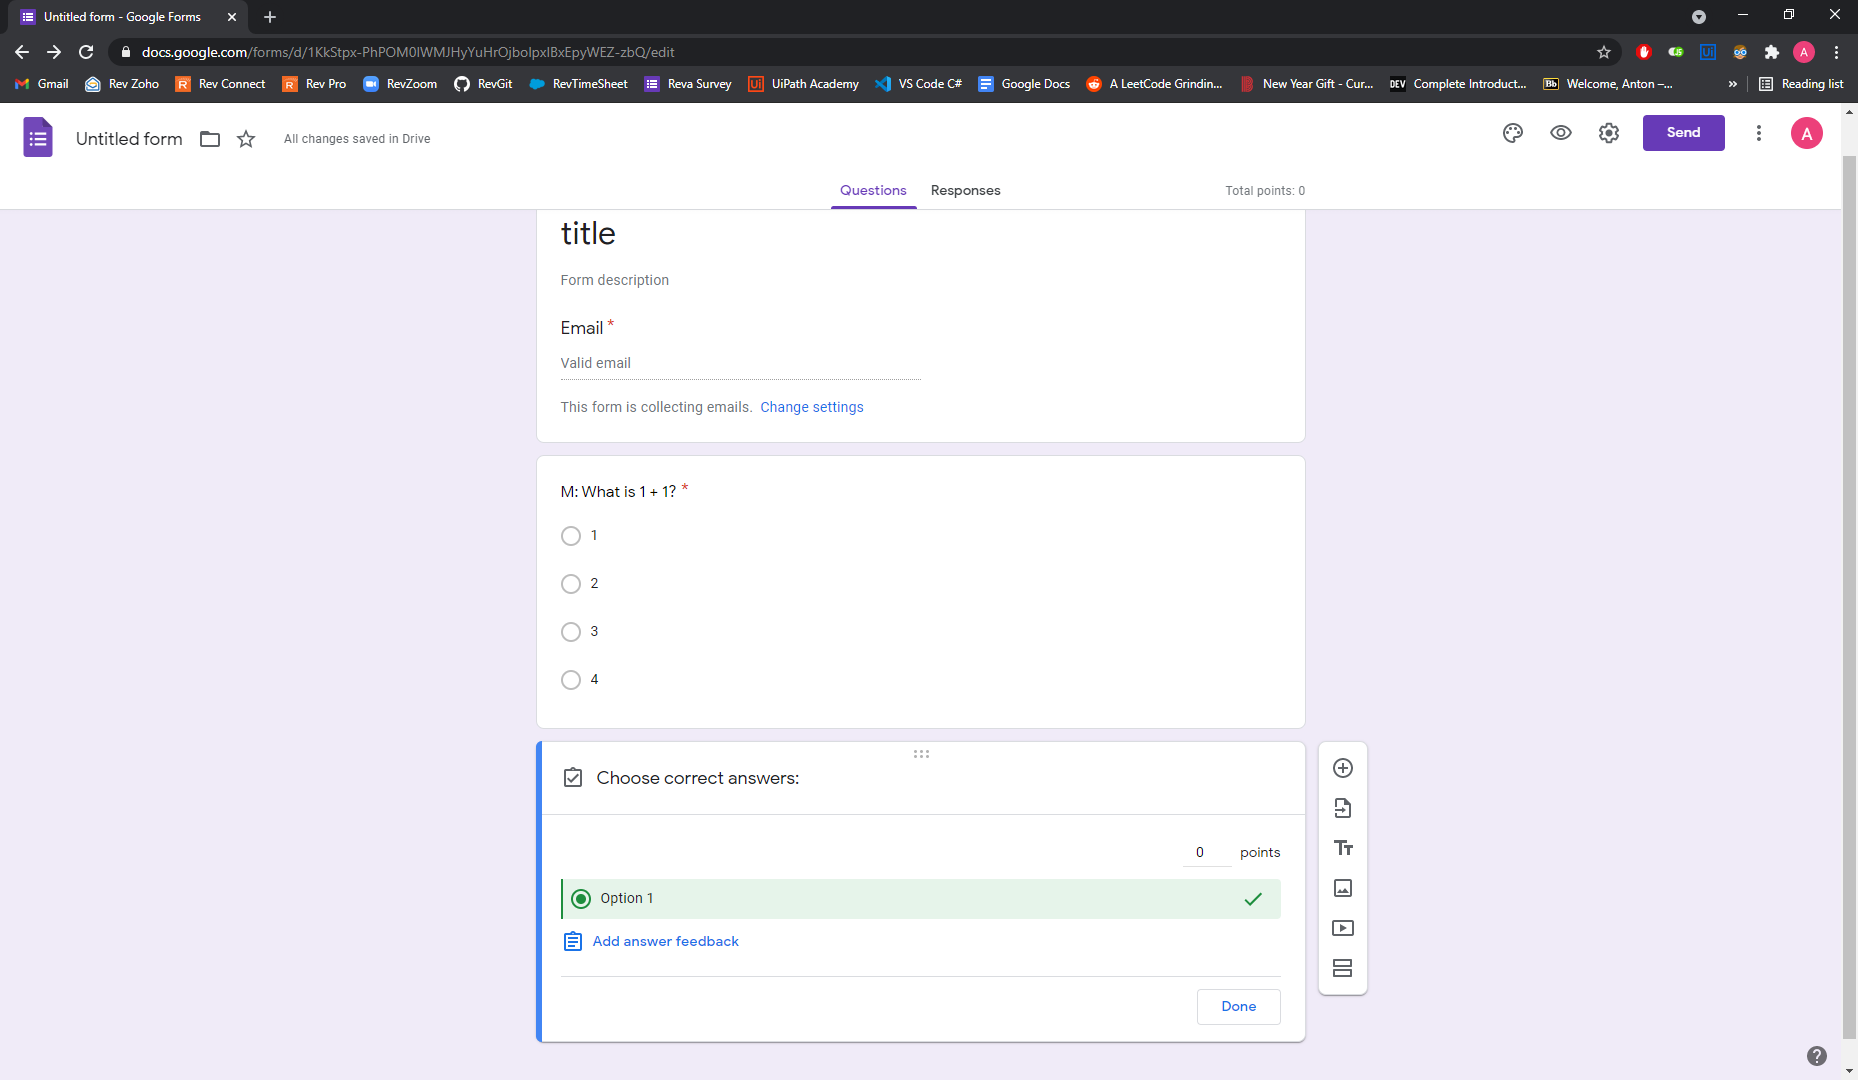 Untitled form - Google Forms
docs.google.com/forms/d/1KkStpx-PhPOM0lWMJHyYuHrOjbolpxlBxEpyWEZ-zbQ/edit
A
Gmail Rev Zoho Rev Connect Rev Pro RevZoom RevGit RevTimeSheet Reva Survey UiPath Academy VS Code C# Google Docs A LeetCode Grindin... New Year Gift - Cur... DEV Complete Introduct... Bb Welcome, Anton –... » Reading list
Untitled form All changes saved in Drive Send A
Questions Responses Total points: 0
title
Form description
Email *
Valid email
This form is collecting emails. Change settings
M: What is 1 + 1? *
1
2
3
4
Choose correct answers:
0 points
Option 1
Add answer feedback
Done